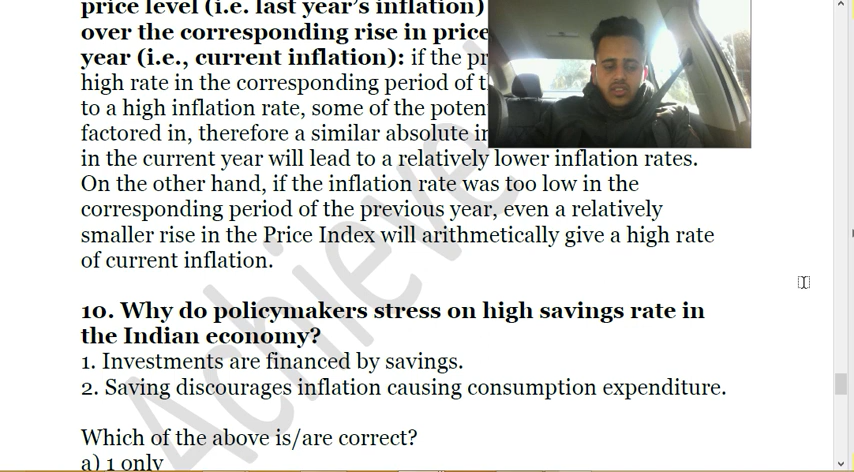 price level (i.e. last year's inflation)
over the corresponding rise in price
year (i.e., current inflation): if the pr
high rate in the corresponding period of t
to a high inflation rate, some of the poten
factored in, therefore a similar absolute in
in the current year will lead to a relatively lower inflation rates.
On the other hand, if the inflation rate was too low in the
corresponding period of the previous year, even a relatively
smaller rise in the Price Index will arithmetically give a high rate
of current inflation.
10. Why do policymakers stress on high savings rate in
the Indian economy?
1. Investments are financed by savings.
2. Saving discourages inflation causing consumption expenditure.
Which of the above is/are correct?
a) 1 only
Achieve